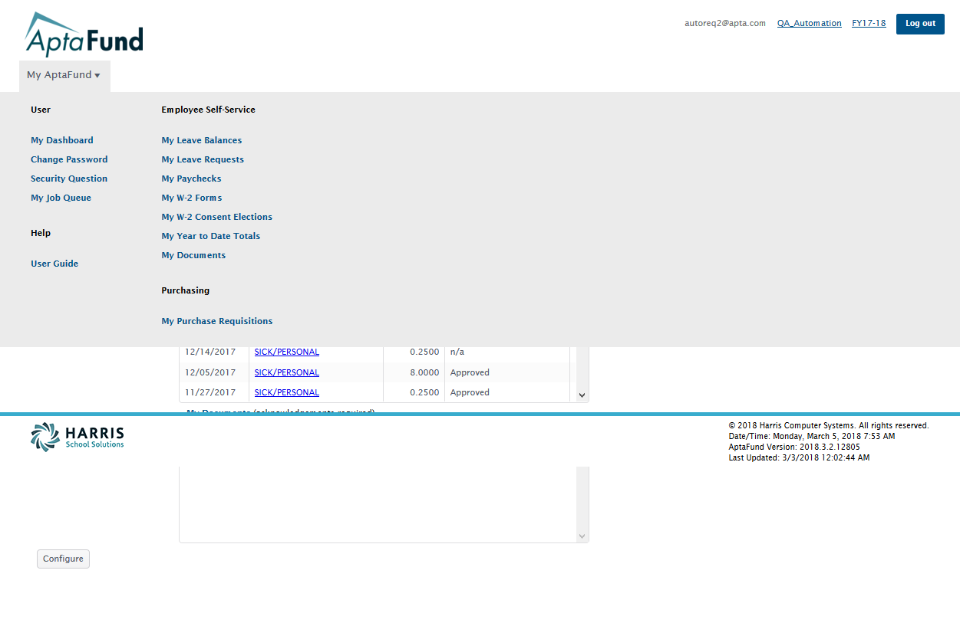 AptaFund
autoreq2@apta.com QA_Automation FY17-18 Log out
My AptaFund ▾
User
My Dashboard
Change Password
Security Question
My Job Queue
Help
User Guide
Employee Self-Service
My Leave Balances
My Leave Requests
My Paychecks
My W-2 Forms
My W-2 Consent Elections
My Year to Date Totals
My Documents
Purchasing
My Purchase Requisitions
12/14/2017 SICK/PERSONAL 0.2500 n/a
12/05/2017 SICK/PERSONAL 8.0000 Approved
11/27/2017 SICK/PERSONAL 0.2500 Approved
My Documents (acknowledgements required)
HARRIS
School Solutions
© 2018 Harris Computer Systems. All rights reserved.
Date/Time: Monday, March 5, 2018 7:53 AM
AptaFund Version: 2018.3.2.12805
Last Updated: 3/3/2018 12:02:44 AM
Configure